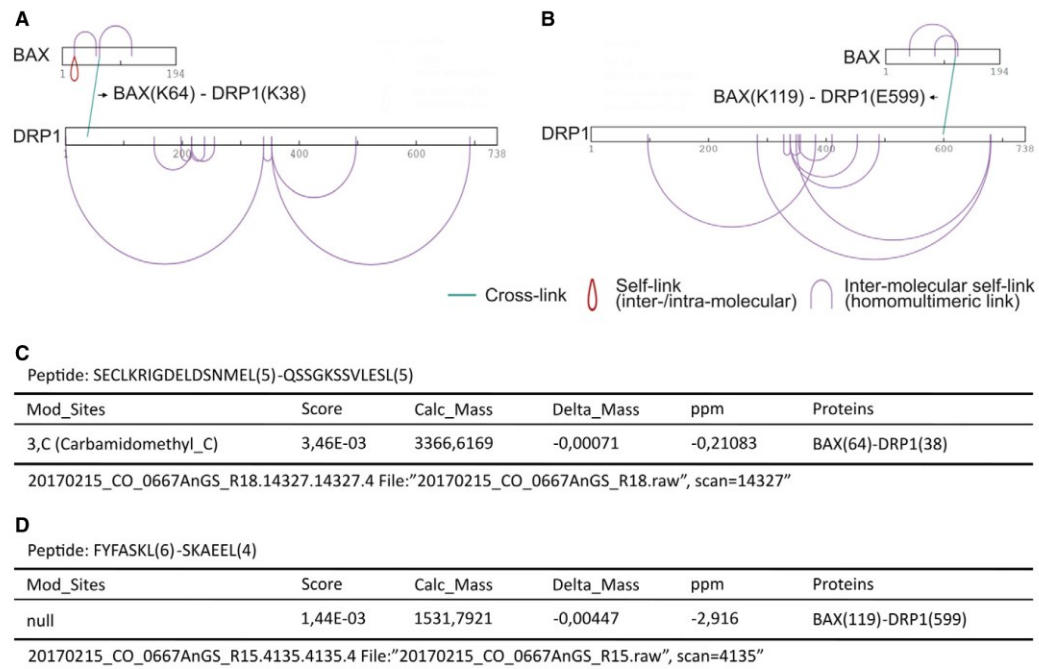 A
B
BAX
1
194
BAX(K64) - DRP1(K38)
DRP1
1
200
400
600
738
BAX
1
194
BAX(K119) - DRP1(E599)
DRP1
1
200
400
600
738
Cross-link
Self-link
(inter-/intra-molecular)
Inter-molecular self-link
(homomultimeric link)
C
Peptide: SECLKRIGDELDSNMEL(5)-QSSGKSSVLESL(5)
Mod_Sites Score Calc_Mass Delta_Mass ppm Proteins
3,C (Carbamidomethyl_C) 3,46E-03 3366,6169 -0,00071 -0,21083 BAX(64)-DRP1(38)
20170215_CO_0667AnGS_R18.14327.14327.4 File:”20170215_CO_0667AnGS_R18.raw”, scan=14327”
D
Peptide: FYFASKL(6)-SKAEEL(4)
Mod_Sites Score Calc_Mass Delta_Mass ppm Proteins
null 1,44E-03 1531,7921 -0,00447 -2,916 BAX(119)-DRP1(599)
20170215_CO_0667AnGS_R15.4135.4135.4 File:”20170215_CO_0667AnGS_R15.raw”, scan=4135”